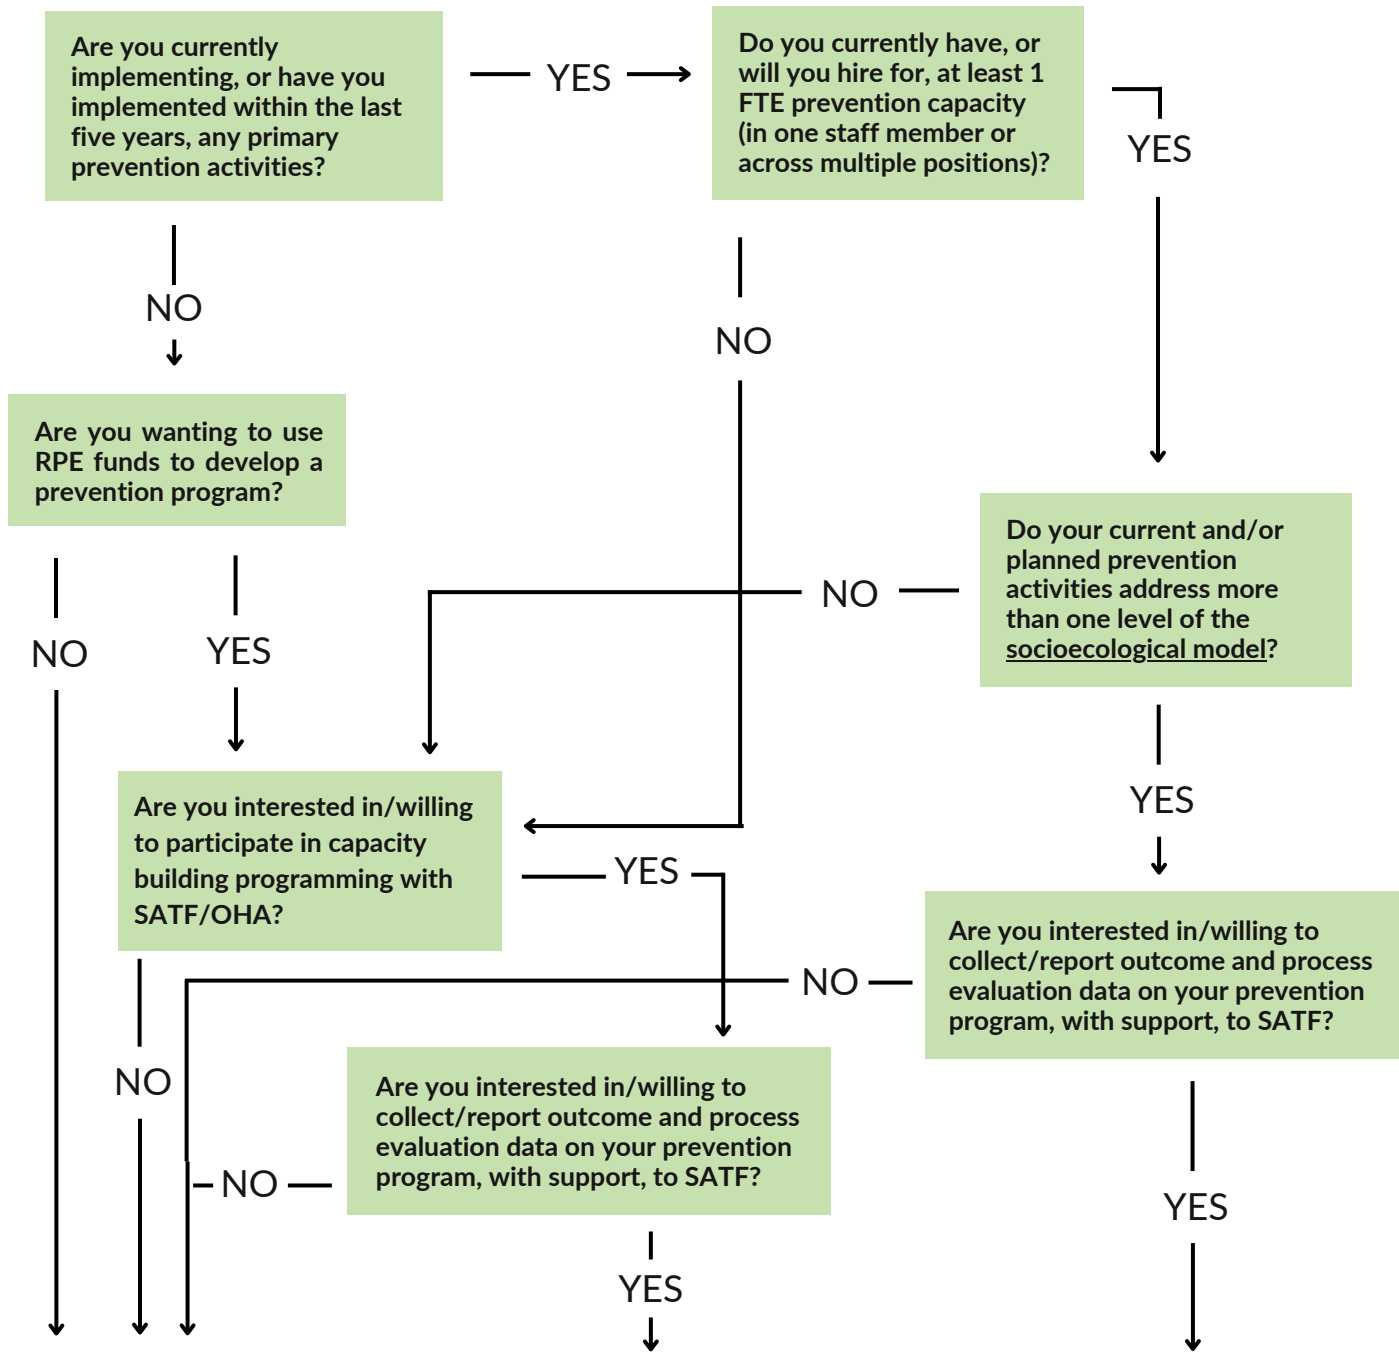 Are you currently
implementing, or have you
implemented within the last
five years, any primary
prevention activities?
YES
Do you currently have, or
will you hire for, at least 1
FTE prevention capacity
(in one staff member or
across multiple positions)?
YES
NO
NO
Are you wanting to use
RPE funds to develop a
prevention program?
Do your current and/or
planned prevention
activities address more
than one level of the
socioecological model?
NO
NO
YES
YES
Are you interested in/willing
to participate in capacity
building programming with
SATF/OHA?
YES
Are you interested in/willing to
collect/report outcome and process
evaluation data on your prevention
program, with support, to SATF?
NO
NO
Are you interested in/willing to
collect/report outcome and process
evaluation data on your prevention
program, with support, to SATF?
NO
YES
YES